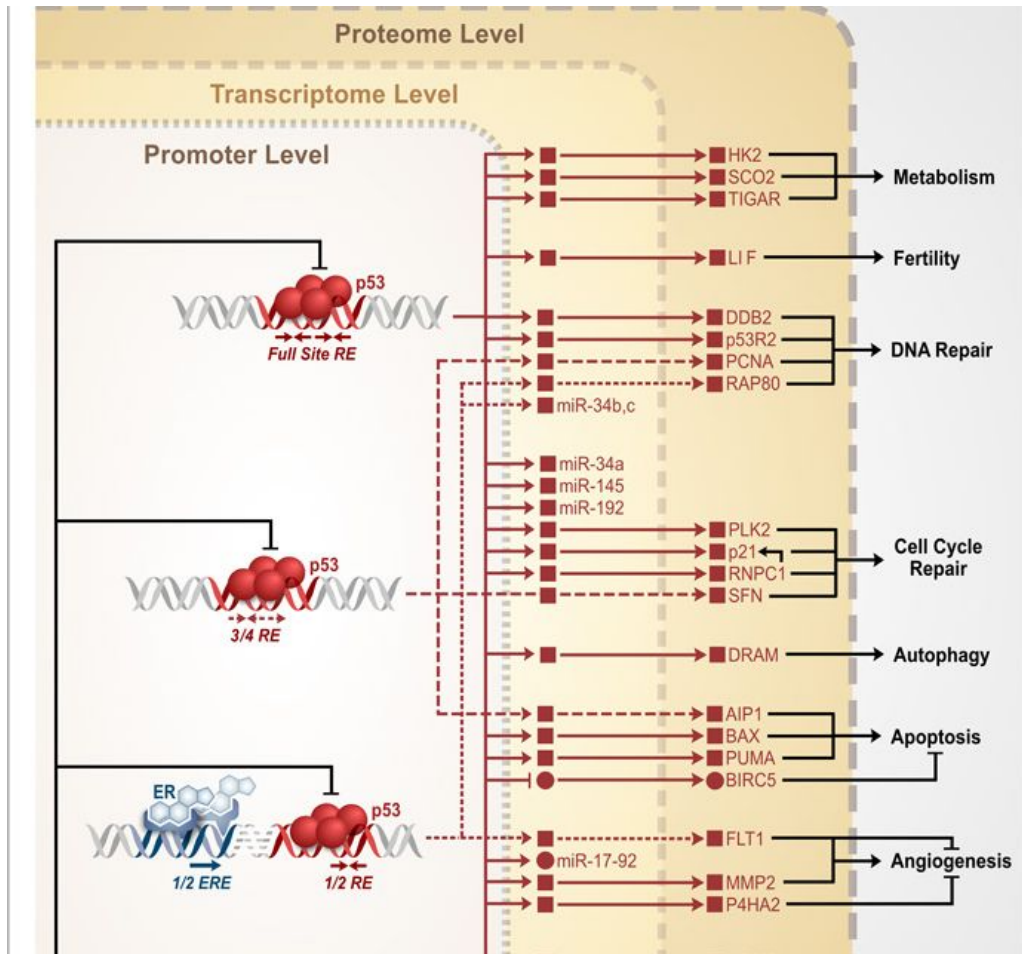 Proteome Level
Transcriptome Level
Promoter Level
HK2
SCO2
TIGAR
Metabolism
LIF
Fertility
p53
Full Site RE
DDB2
p53R2
PCNA
RAP80
DNA Repair
miR-34b,c
miR-34a
miR-145
miR-192
PLK2
p21
RNPC1
SFN
Cell Cycle
Repair
p53
3/4 RE
DRAM
Autophagy
AIP1
BAX
PUMA
BIRC5
Apoptosis
ER
p53
1/2 ERE
1/2 RE
FLT1
miR-17-92
MMP2
P4HA2
Angiogenesis